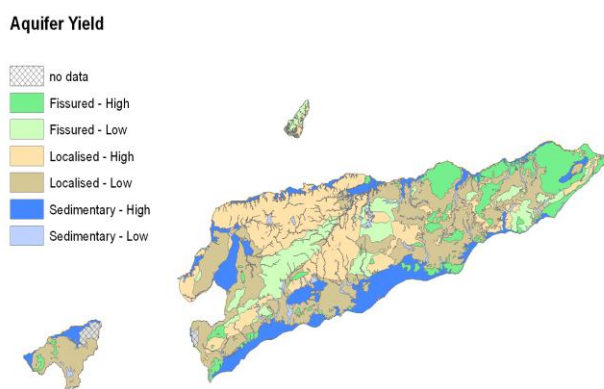 Aquifer Yield
no data
Fissured - High
Fissured - Low
Localised - High
Localised - Low
Sedimentary - High
Sedimentary - Low